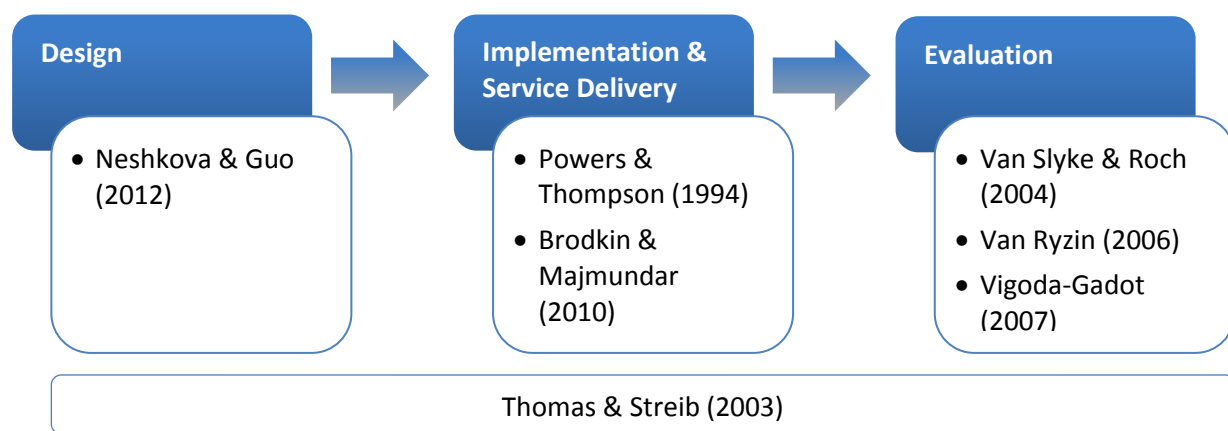 Design
• Neshkova & Guo
(2012)
Implementation &
Service Delivery
• Powers &
Thompson (1994)
• Brodkin &
Majmundar
(2010)
Evaluation
• Van Slyke & Roch
(2004)
• Van Ryzin (2006)
• Vigoda-Gadot
(2007)
Thomas & Streib (2003)